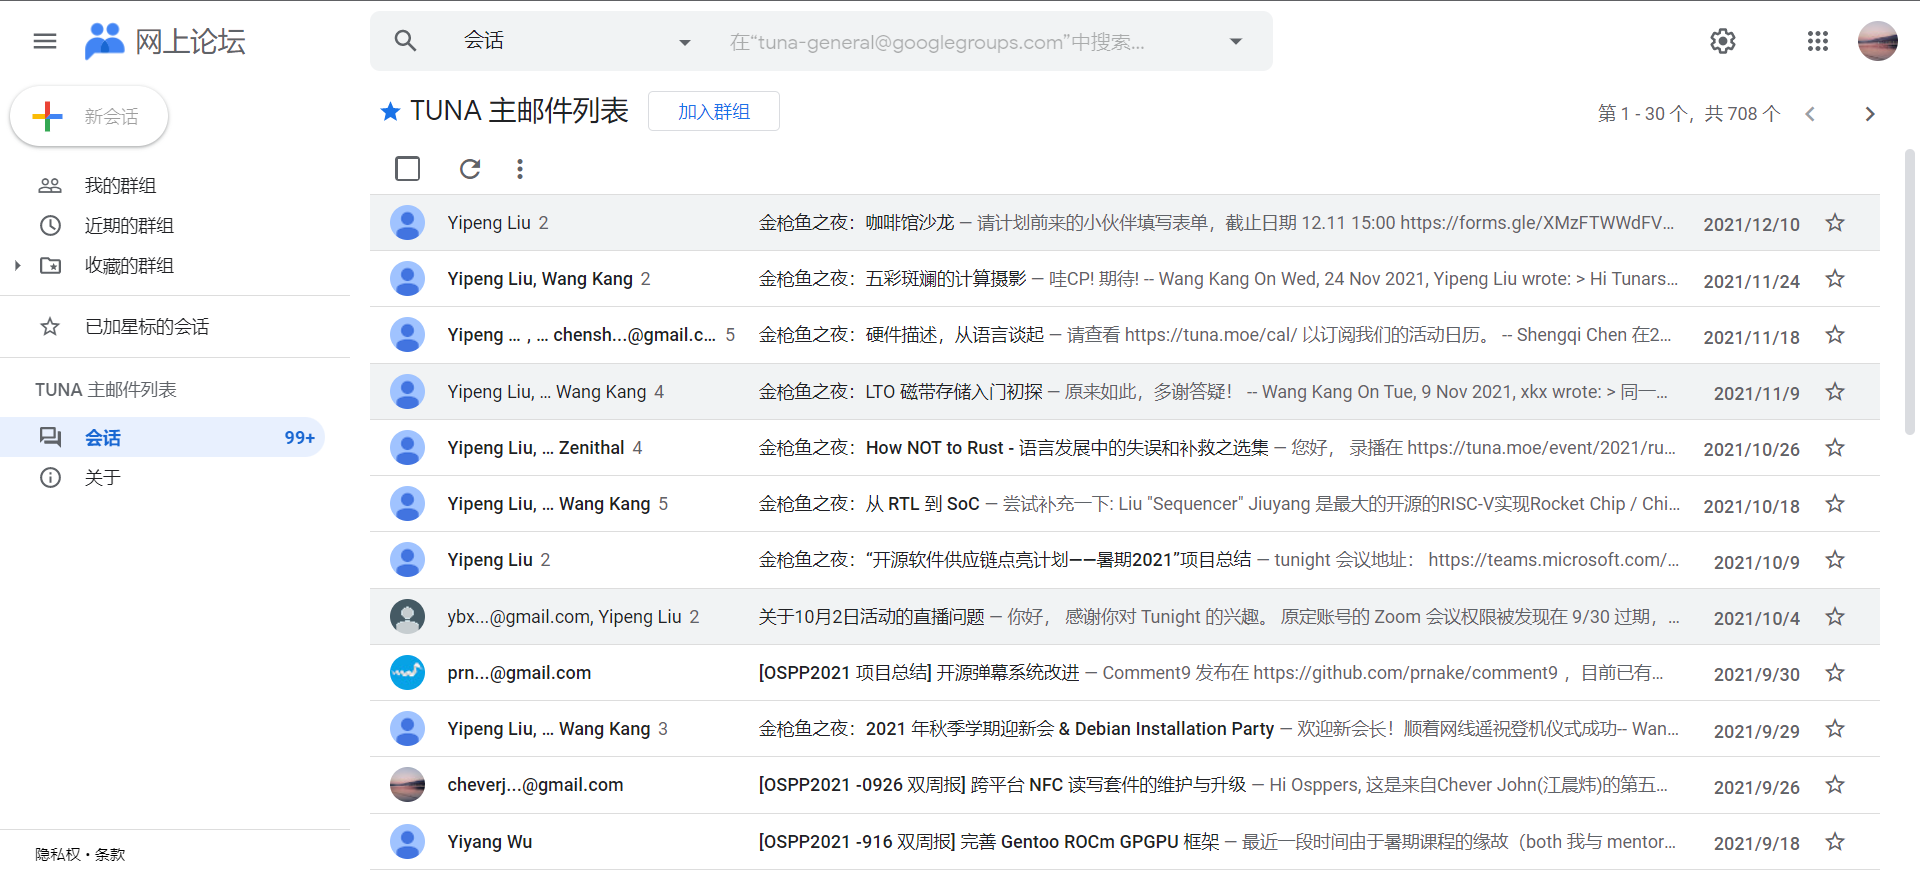 网上论坛
会话
在“tuna-general@googlegroups.com”中搜索...
新会话
我的群组
近期的群组
收藏的群组
已加星标的会话
TUNA 主邮件列表
会话 99+
关于
隐私权 • 条款
TUNA 主邮件列表 加入群组
第 1 - 30 个，共 708 个
Yipeng Liu 2 金枪鱼之夜：咖啡馆沙龙 – 请计划前来的小伙伴填写表单，截止日期 12.11 15:00 https://forms.gle/XMzFTWWdFV... 2021/12/10
Yipeng Liu, Wang Kang 2 金枪鱼之夜：五彩斑斓的计算摄影 – 哇CP! 期待! -- Wang Kang On Wed, 24 Nov 2021, Yipeng Liu wrote: > Hi Tunars... 2021/11/24
Yipeng ... , ... chensh...@gmail.c... 5 金枪鱼之夜：硬件描述，从语言谈起 – 请查看 https://tuna.moe/cal/ 以订阅我们的活动日历。 -- Shengqi Chen 在2... 2021/11/18
Yipeng Liu, ... Wang Kang 4 金枪鱼之夜：LTO 磁带存储入门初探 – 原来如此，多谢答疑！ -- Wang Kang On Tue, 9 Nov 2021, xkx wrote: > 同一... 2021/11/9
Yipeng Liu, ... Zenithal 4 金枪鱼之夜：How NOT to Rust - 语言发展中的失误和补救之选集 – 您好， 录播在 https://tuna.moe/event/2021/ru... 2021/10/26
Yipeng Liu, ... Wang Kang 5 金枪鱼之夜：从 RTL 到 SoC – 尝试补充一下: Liu "Sequencer" Jiuyang 是最大的开源的RISC-V实现Rocket Chip / Chi... 2021/10/18
Yipeng Liu 2 金枪鱼之夜：“开源软件供应链点亮计划——暑期2021”项目总结 – tunight 会议地址： https://teams.microsoft.com/... 2021/10/9
ybx...@gmail.com, Yipeng Liu 2 关于10月2日活动的直播问题 – 你好， 感谢你对 Tunight 的兴趣。 原定账号的 Zoom 会议权限被发现在 9/30 过期，... 2021/10/4
prn...@gmail.com [OSPP2021 项目总结] 开源弹幕系统改进 – Comment9 发布在 https://github.com/prnake/comment9 ，目前已有... 2021/9/30
Yipeng Liu, ... Wang Kang 3 金枪鱼之夜：2021 年秋季学期迎新会 & Debian Installation Party – 欢迎新会长！顺着网线遥祝登机仪式成功-- Wan... 2021/9/29
cheverj...@gmail.com [OSPP2021 -0926 双周报] 跨平台 NFC 读写套件的维护与升级 – Hi Osppers, 这是来自Chever John(江晨炜)的第五... 2021/9/26
Yiyang Wu [OSPP2021 -916 双周报] 完善 Gentoo ROCm GPGPU 框架 – 最近一段时间由于暑期课程的缘故（both 我与 mentor... 2021/9/18